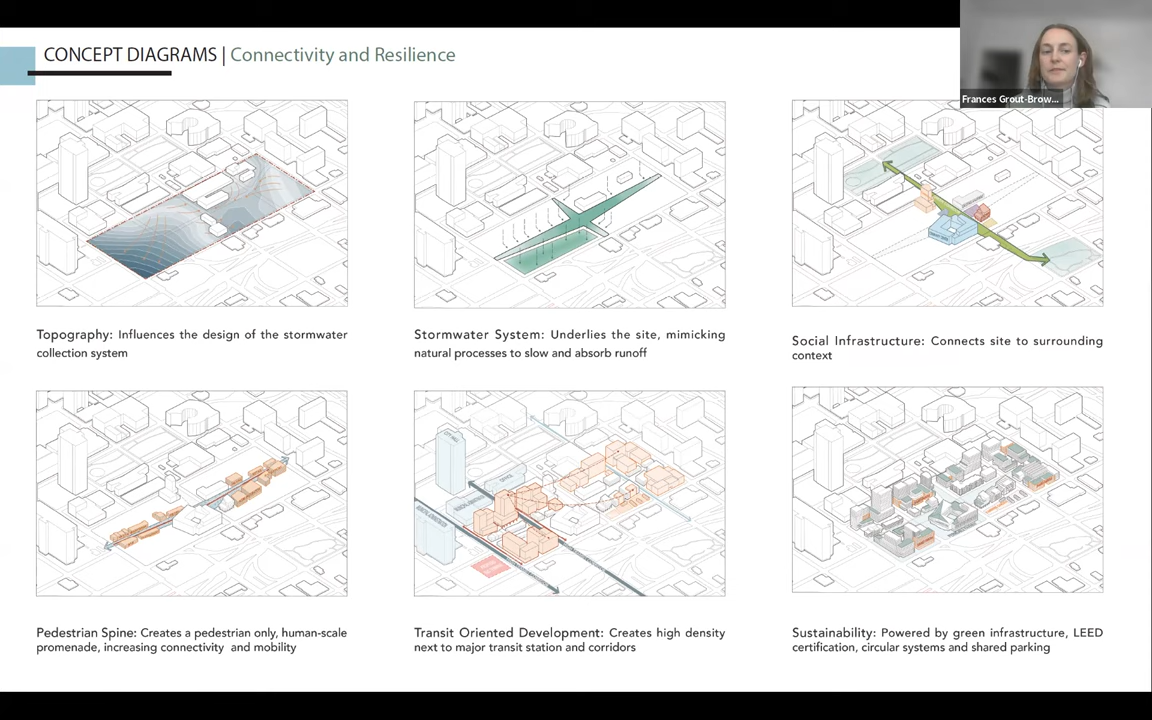 CONCEPT DIAGRAMS | Connectivity and Resilience
Frances Grout-Brow...
Topography: Influences the design of the stormwater
collection system
Stormwater System: Underlies the site, mimicking
natural processes to slow and absorb runoff
Social Infrastructure: Connects site to surrounding
context
Pedestrian Spine: Creates a pedestrian only, human-scale
promenade, increasing connectivity and mobility
Transit Oriented Development: Creates high density
next to major transit station and corridors
Sustainability: Powered by green infrastructure, LEED
certification, circular systems and shared parking